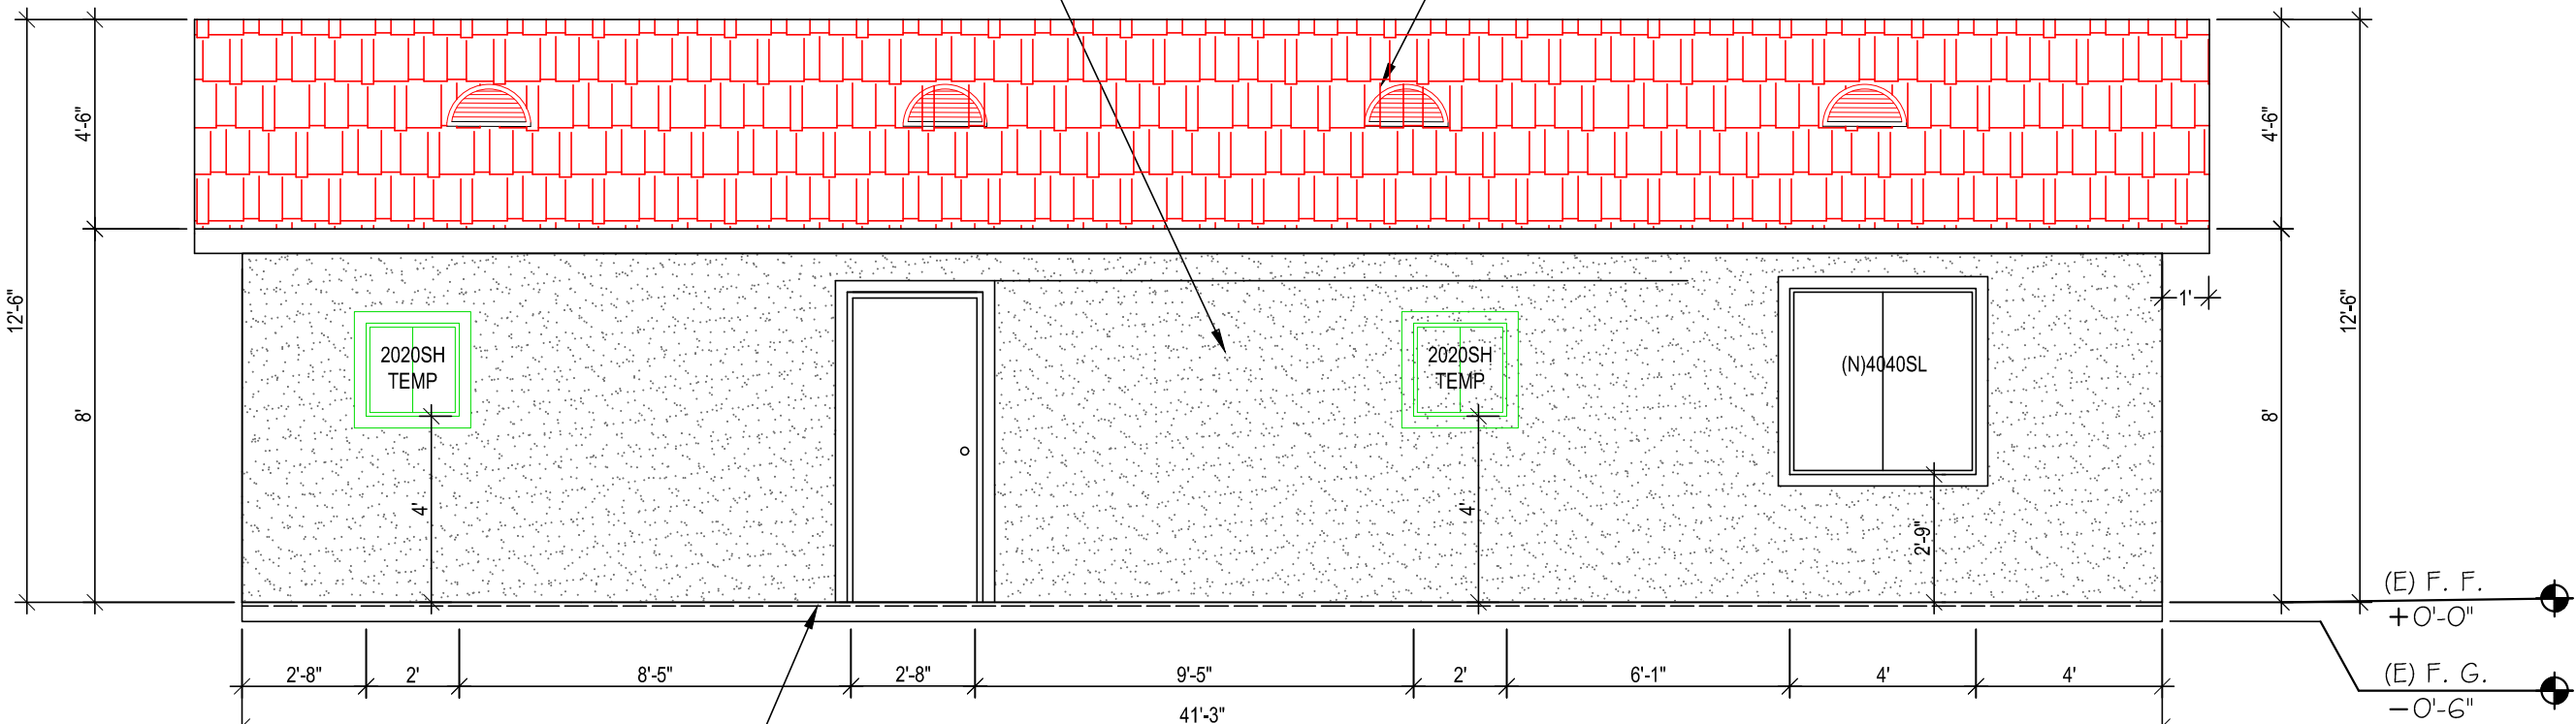 12'-6"
4'-6"
8'
2020SH
TEMP
4'
2020SH
TEMP
4'
(N)4040SL
2'-9"
1'
4'-6"
8'
12'-6"
(E) F. F.
+0'-0"
(E) F. G.
-0'-6"
2'-8" 2' 8'-5" 2'-8" 9'-5" 2' 6'-1" 4' 4'
41'-3"